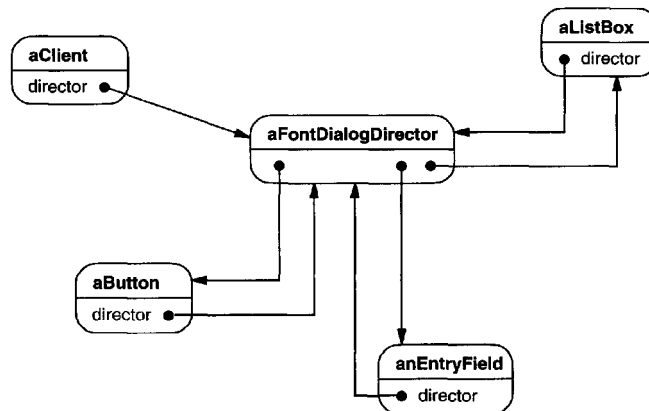 aClient
director
aListBox
director
aFontDialogDirector
aButton
director
anEntryField
director